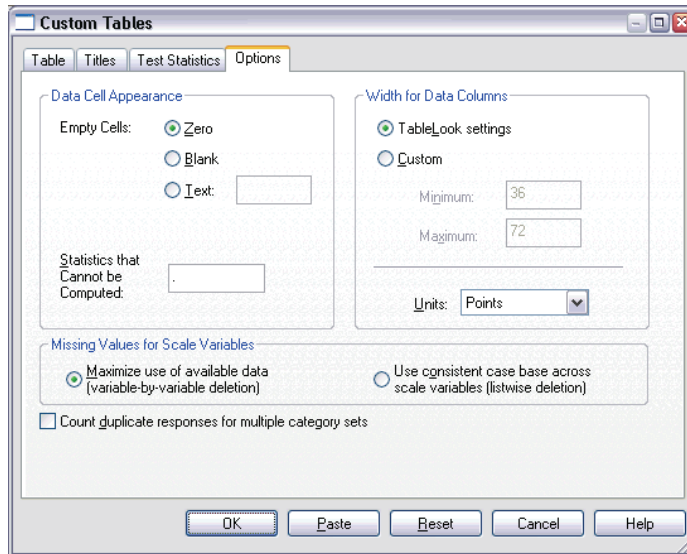 Custom Tables
Table Titles Test Statistics Options
Data Cell Appearance
Empty Cells: Zero
Blank
Text:
Statistics that
Cannot be
Computed:
.
Width for Data Columns
TableLook settings
Custom
Minimum: 36
Maximum: 72
Units: Points
Missing Values for Scale Variables
Maximize use of available data
(variable-by-variable deletion)
Use consistent case base across
scale variables (listwise deletion)
Count duplicate responses for multiple category sets
OK Paste Reset Cancel Help